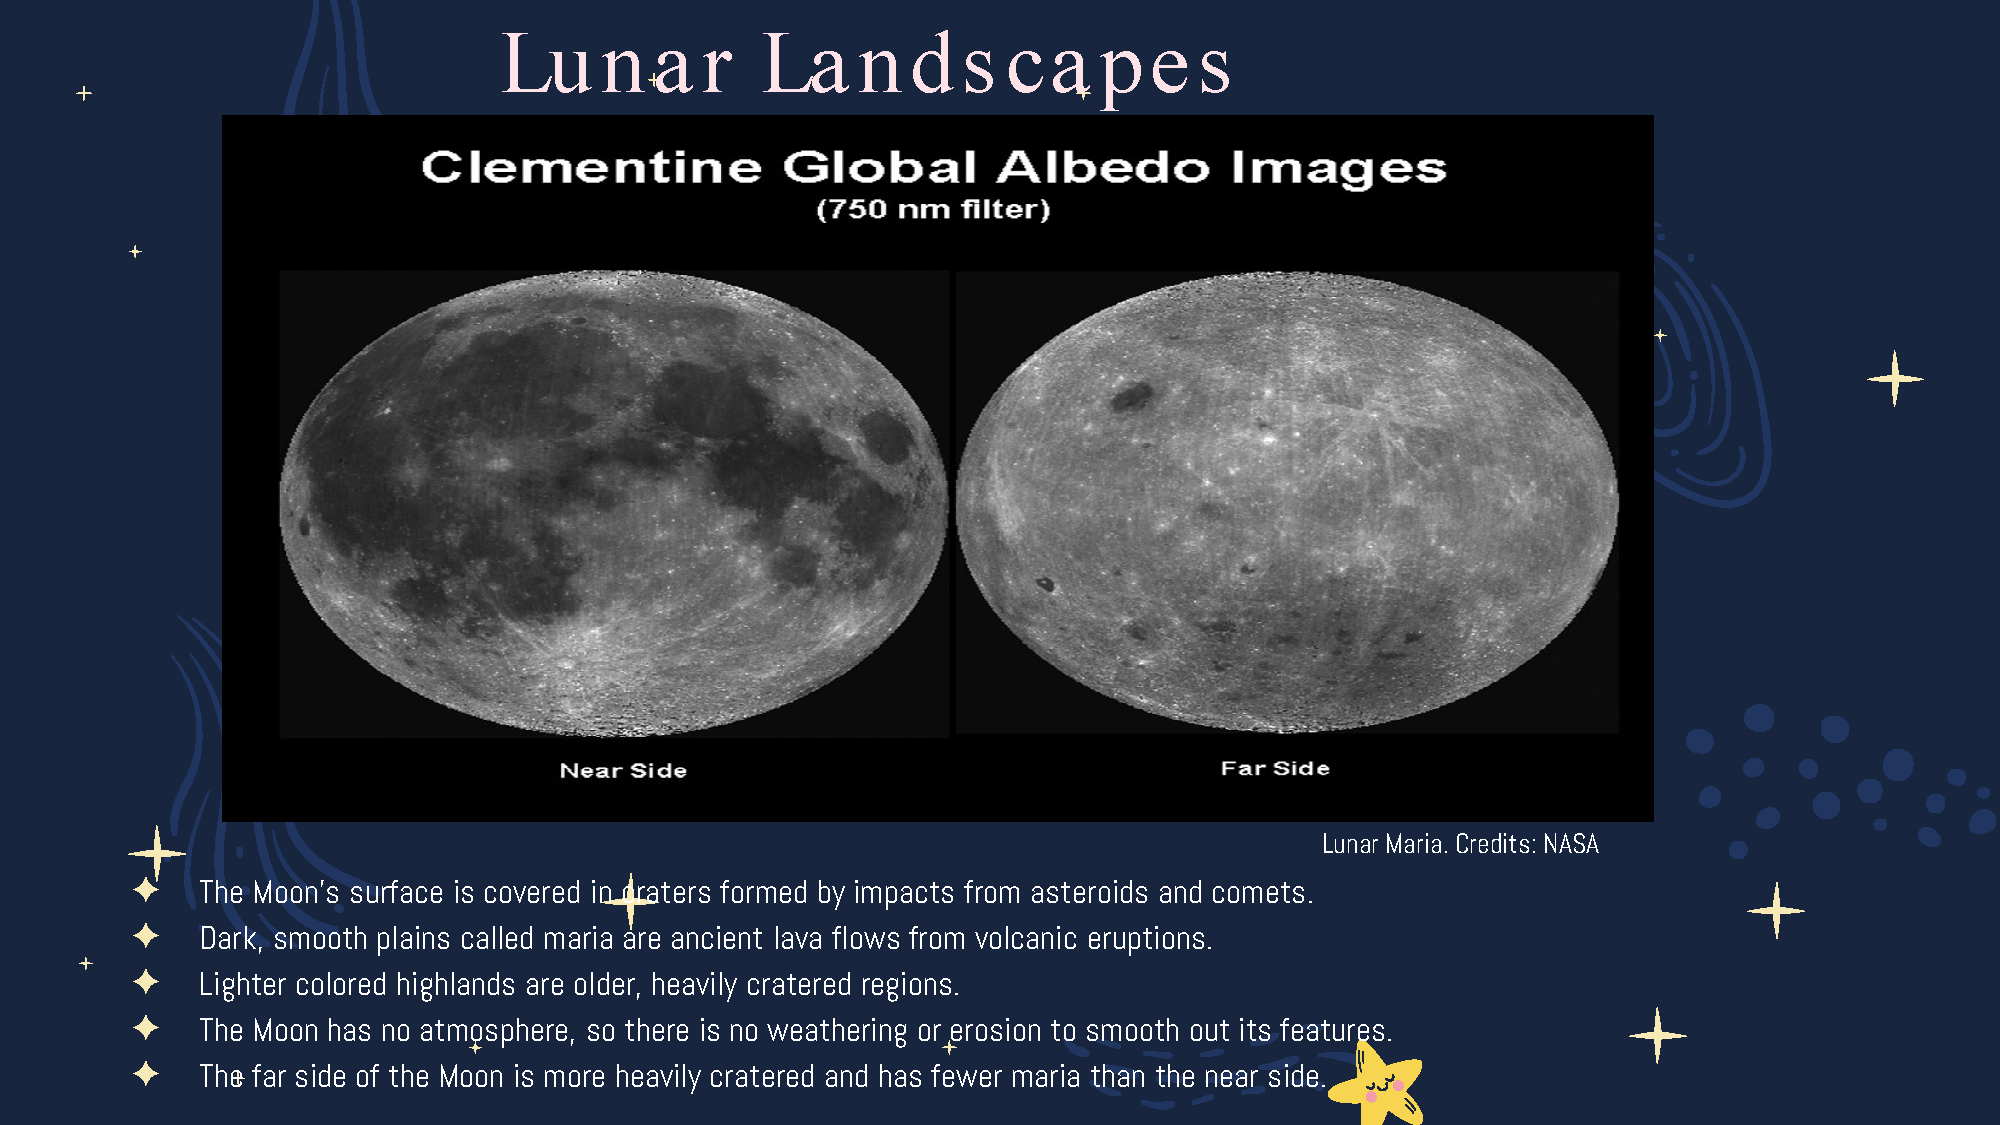 Lunar Landscapes
Clementine Global Albedo Images
(750 nm filter)
Near Side
Far Side
Lunar Maria. Credits: NASA
The Moon's surface is covered in craters formed by impacts from asteroids and comets.
Dark, smooth plains called maria are ancient lava flows from volcanic eruptions.
Lighter colored highlands are older, heavily cratered regions.
The Moon has no atmosphere, so there is no weathering or erosion to smooth out its features.
The far side of the Moon is more heavily cratered and has fewer maria than the near side.